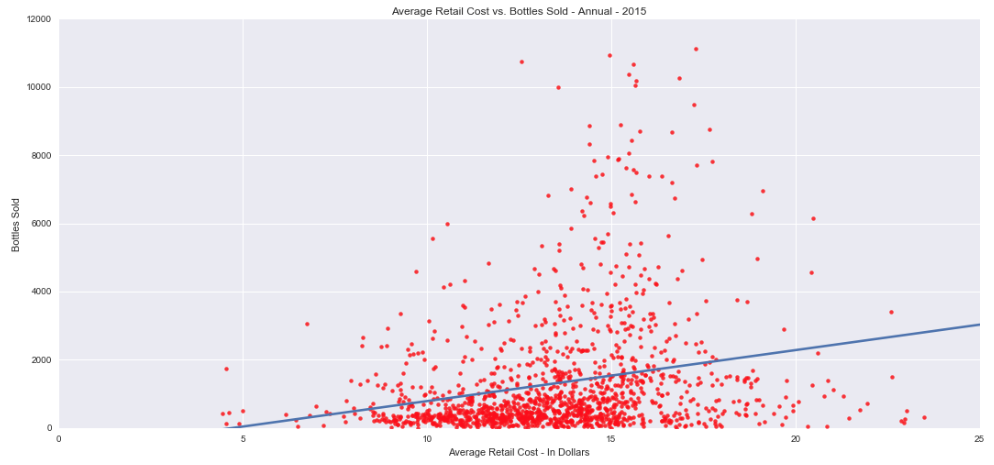 Average Retail Cost vs. Bottles Sold - Annual - 2015
12000
10000
8000
6000
4000
2000
0
Bottles Sold
0 5 10 15 20 25
Average Retail Cost - In Dollars